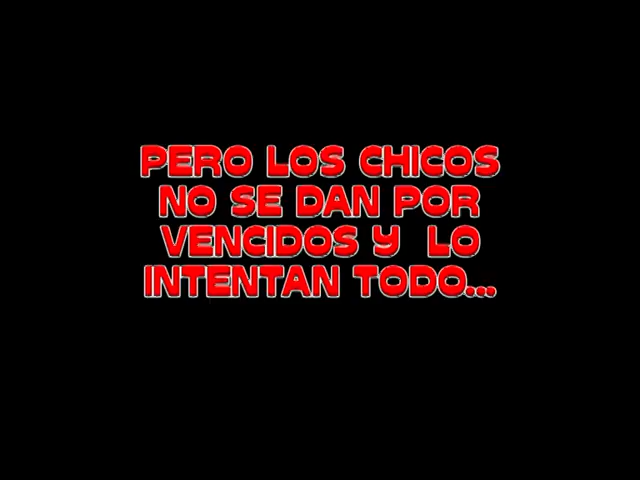 PERO LOS CHICOS
NO SE DAN POR
VENCIDOS Y LO
INTENTAN TODO...